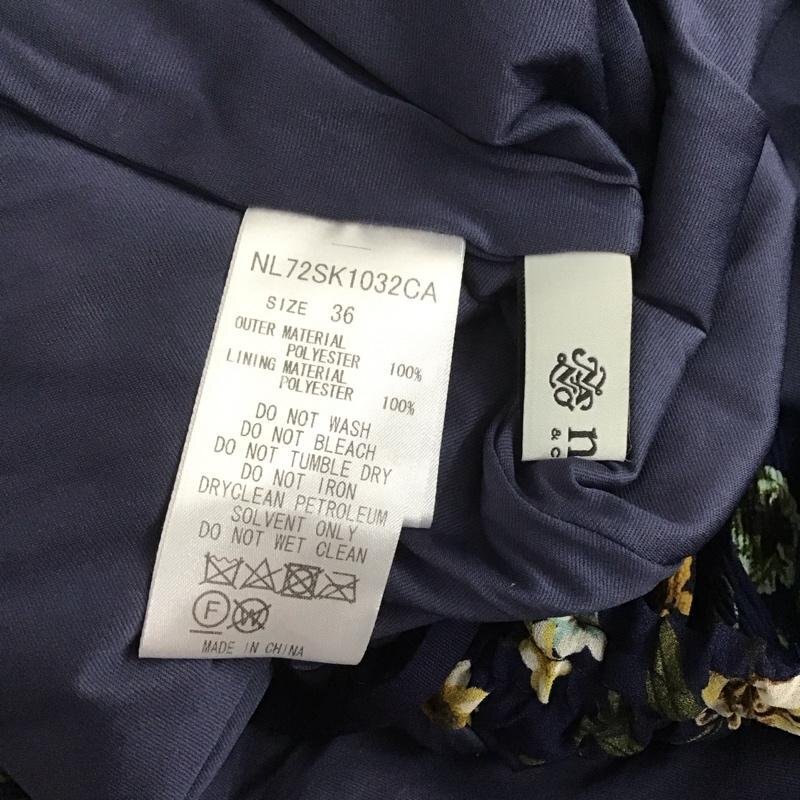 NL72SK1032CA
SIZE 36
OUTER MATERIAL
POLYESTER 100%
LINING MATERIAL
POLYESTER 100%
DO NOT WASH
DO NOT BLEACH
DO NOT TUMBLE DRY
DO NOT IRON
DRYCLEAN PETROLEUM
SOLVENT ONLY
DO NOT WET CLEAN
F W
MADE IN CHINA
n
& c